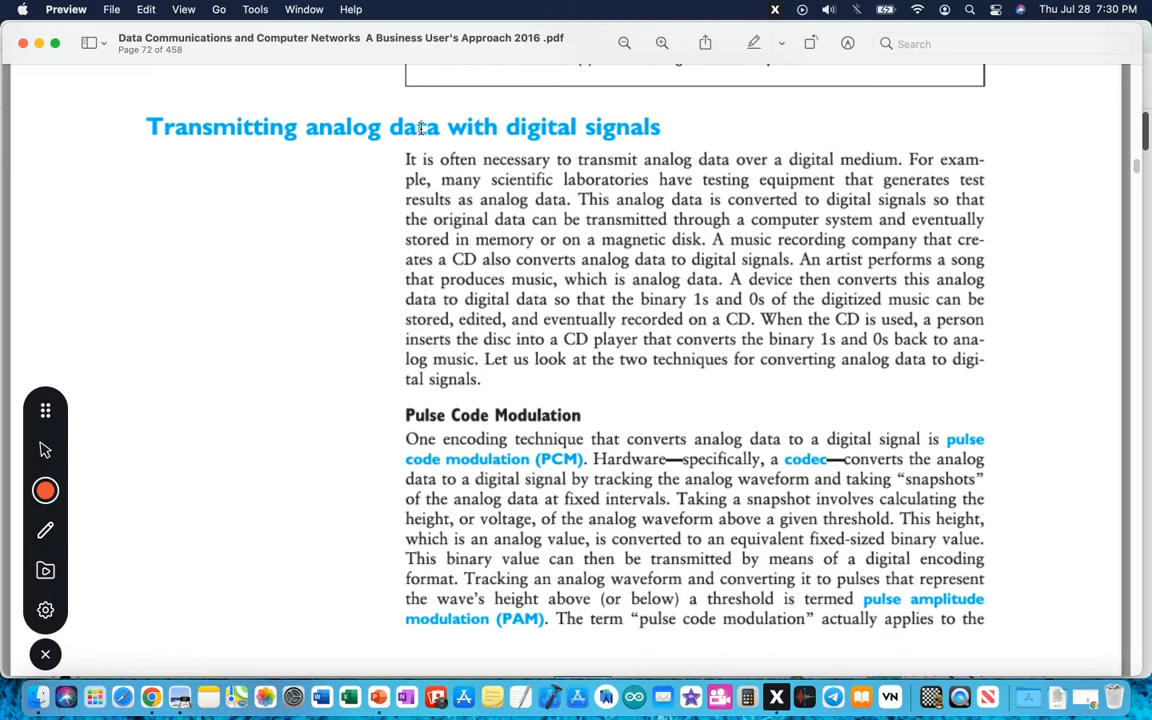 Preview File Edit View Go Tools Window Help X Thu Jul 28 7:30 PM
Data Communications and Computer Networks A Business User's Approach 2016 .pdf
Page 72 of 458
Search
Transmitting analog data with digital signals
It is often necessary to transmit analog data over a digital medium. For exam-
ple, many scientific laboratories have testing equipment that generates test
results as analog data. This analog data is converted to digital signals so that
the original data can be transmitted through a computer system and eventually
stored in memory or on a magnetic disk. A music recording company that cre-
ates a CD also converts analog data to digital signals. An artist performs a song
that produces music, which is analog data. A device then converts this analog
data to digital data so that the binary 1s and 0s of the digitized music can be
stored, edited, and eventually recorded on a CD. When the CD is used, a person
inserts the disc into a CD player that converts the binary 1s and 0s back to ana-
log music. Let us look at the two techniques for converting analog data to digi-
tal signals.
Pulse Code Modulation
One encoding technique that converts analog data to a digital signal is pulse
code modulation (PCM). Hardware—specifically, a codec—converts the analog
data to a digital signal by tracking the analog waveform and taking “snapshots”
of the analog data at fixed intervals. Taking a snapshot involves calculating the
height, or voltage, of the analog waveform above a given threshold. This height,
which is an analog value, is converted to an equivalent fixed-sized binary value.
This binary value can then be transmitted by means of a digital encoding
format. Tracking an analog waveform and converting it to pulses that represent
the wave's height above (or below) a threshold is termed pulse amplitude
modulation (PAM). The term “pulse code modulation” actually applies to the